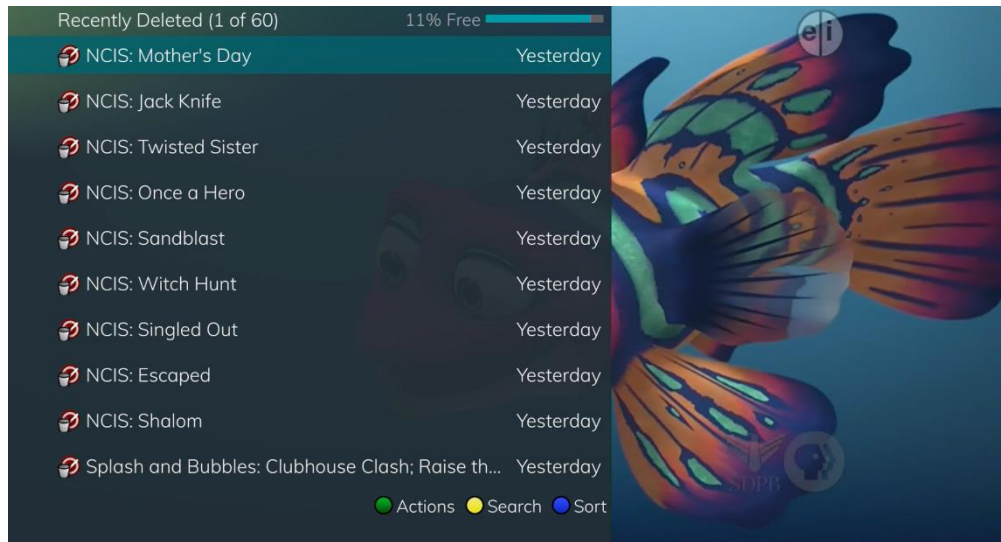 Recently Deleted (1 of 60) 11% Free
NCIS: Mother's Day Yesterday
NCIS: Jack Knife Yesterday
NCIS: Twisted Sister Yesterday
NCIS: Once a Hero Yesterday
NCIS: Sandblast Yesterday
NCIS: Witch Hunt Yesterday
NCIS: Singled Out Yesterday
NCIS: Escaped Yesterday
NCIS: Shalom Yesterday
Splash and Bubbles: Clubhouse Clash; Raise th... Yesterday
Actions Search Sort
e|i
SDPB